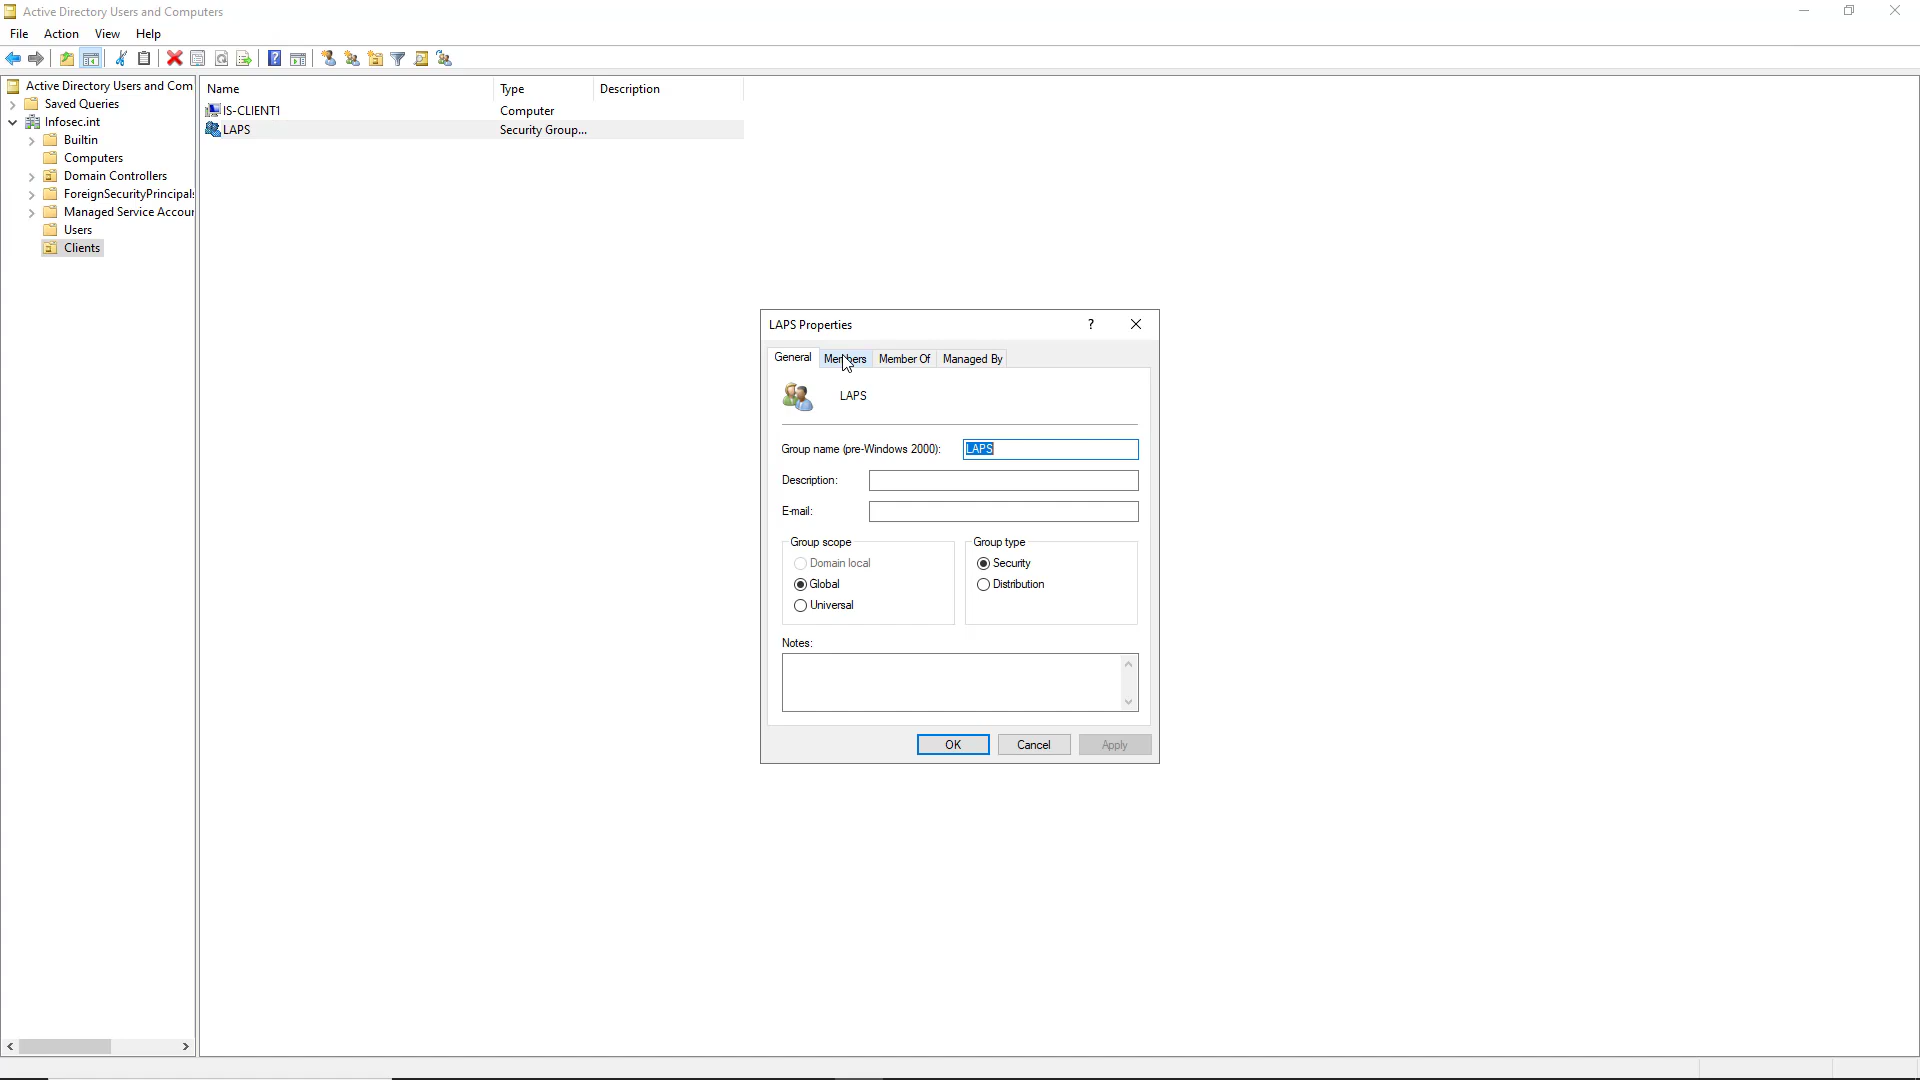 Active Directory Users and Computers
File Action View Help
Active Directory Users and Com
Saved Queries
Infosec.int
Builtin
Computers
Domain Controllers
ForeignSecurityPrincipals
Managed Service Accour
Users
Clients
Name Type Description
IS-CLIENT1 Computer
LAPS Security Group...
LAPS Properties ?
General Members Member Of Managed By
LAPS
Group name (pre-Windows 2000): LAPS
Description:
E-mail:
Group scope
Domain local
Global
Universal
Group type
Security
Distribution
Notes:
OK Cancel Apply